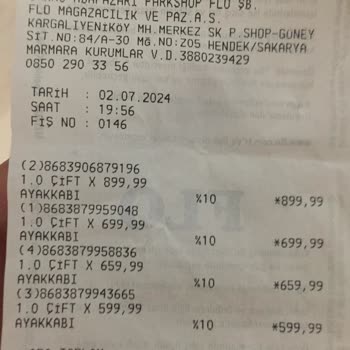 PARKSHOP FLO ŞB.
FLO MAGAZACILIK VE PAZ.A.S.
KARGALIYENİKÖY MH.MERKEZ SK P.SHOP-GÜNEY
SİT.NO:84/A-30 MĞ.NO:Z05 HENDEK/SAKARYA
MARMARA KURUMLAR V.D.3880239429
0850 290 33 56
TARİH : 02.07.2024
SAAT : 19:56
FİŞ NO : 0146
(2)8683906879196
1.0 ÇİFT X 899,99
AYAKKABI %10 *899,99
(1)8683879959048
1.0 ÇİFT X 699,99
AYAKKABI %10 *699,99
(4)8683879958836
1.0 ÇİFT X 659,99
AYAKKABI %10 *659,99
(3)8683879943665
1.0 ÇİFT X 599,99
AYAKKABI %10 *599,99